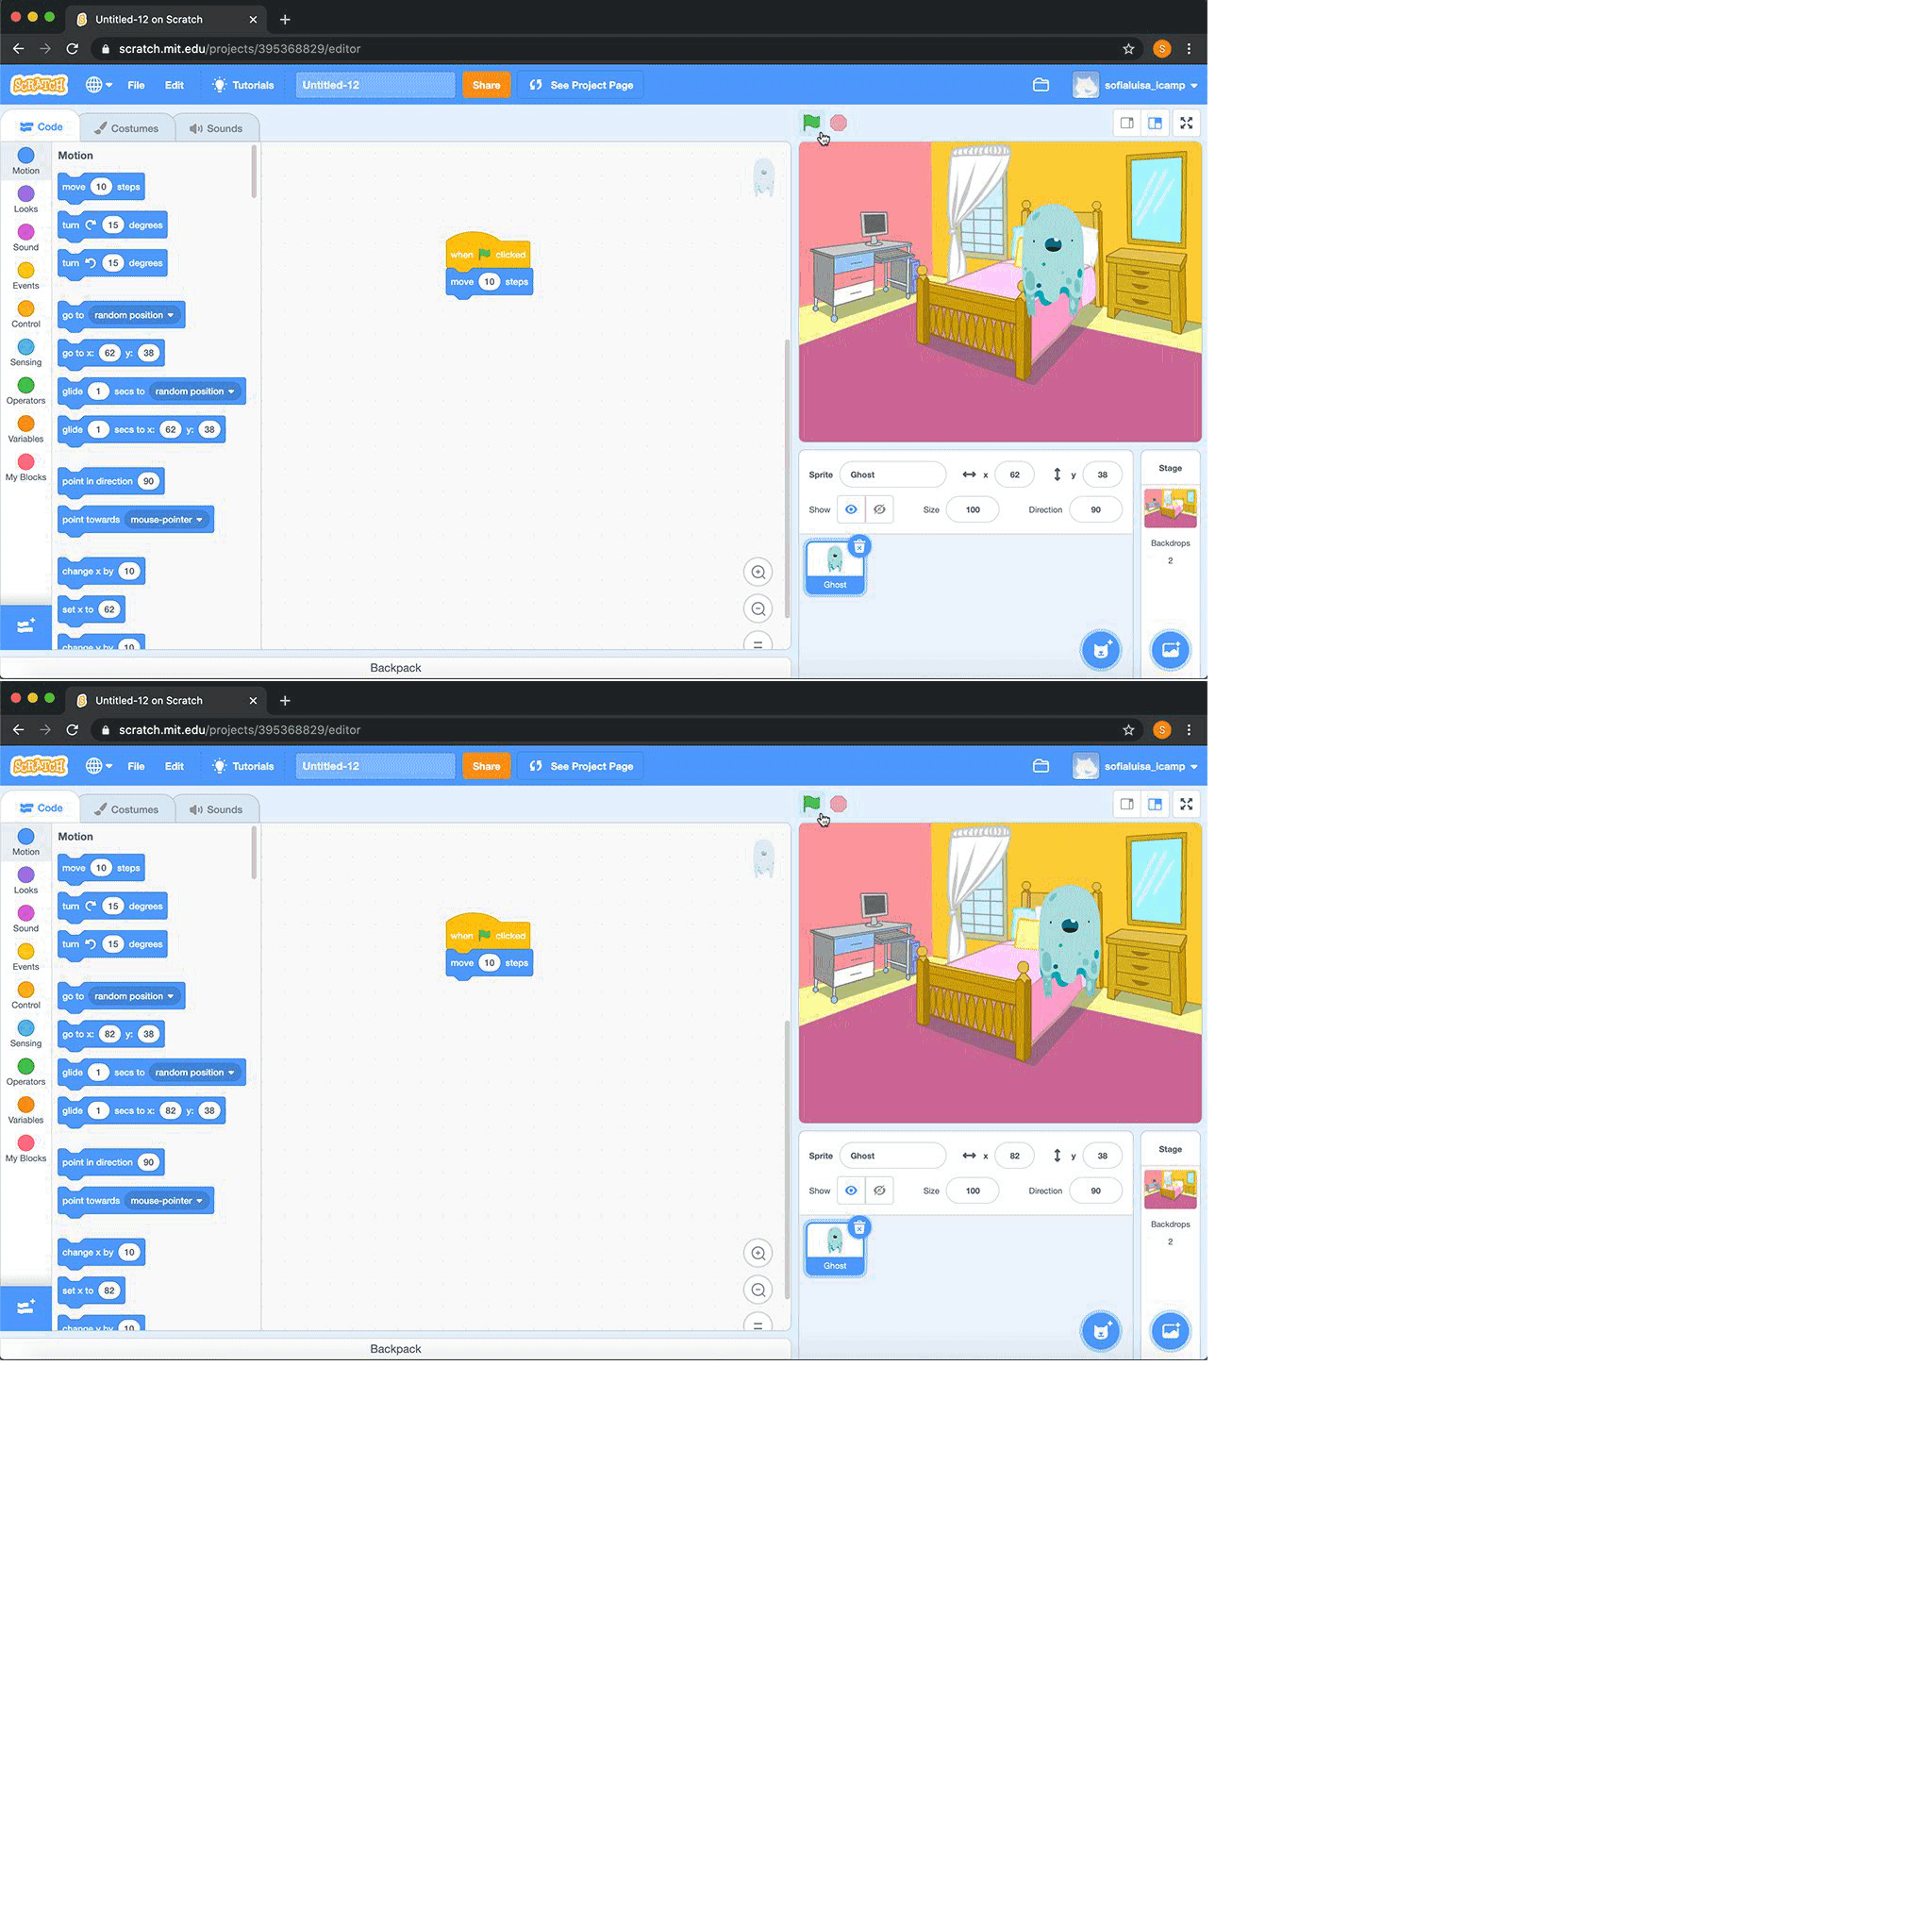 Untitled-12 on Scratch
scratch.mit.edu/projects/395368829/editor
S
SCRATCH File Edit Tutorials Untitled-12 Share See Project Page sofialuisa_icamp
Code Costumes Sounds
Motion
Looks
Sound
Events
Control
Sensing
Operators
Variables
My Blocks
Motion
move 10 steps
turn 15 degrees
turn 15 degrees
go to random position
go to x: 62 y: 38
glide 1 secs to random position
glide 1 secs to x: 62 y: 38
point in direction 90
point towards mouse-pointer
change x by 10
set x to 62
change y by 10
when clicked
move 10 steps
Backpack
Sprite Ghost x 62 y 38
Show Size 100 Direction 90
Ghost
Stage
Backdrops
2
Untitled-12 on Scratch
scratch.mit.edu/projects/395368829/editor
S
SCRATCH File Edit Tutorials Untitled-12 Share See Project Page sofialuisa_icamp
Code Costumes Sounds
Motion
Looks
Sound
Events
Control
Sensing
Operators
Variables
My Blocks
Motion
move 10 steps
turn 15 degrees
turn 15 degrees
go to random position
go to x: 82 y: 38
glide 1 secs to random position
glide 1 secs to x: 82 y: 38
point in direction 90
point towards mouse-pointer
change x by 10
set x to 82
change y by 10
when clicked
move 10 steps
Backpack
Sprite Ghost x 82 y 38
Show Size 100 Direction 90
Ghost
Stage
Backdrops
2